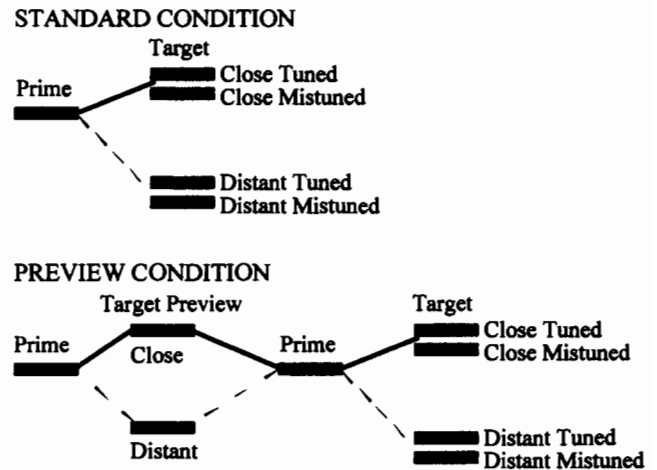 STANDARD CONDITION
Target
Close Tuned
Prime
Close Mistuned
Distant Tuned
Distant Mistuned
PREVIEW CONDITION
Target Preview
Target
Prime
Close
Prime
Close Tuned
Close Mistuned
Distant
Distant Tuned
Distant Mistuned